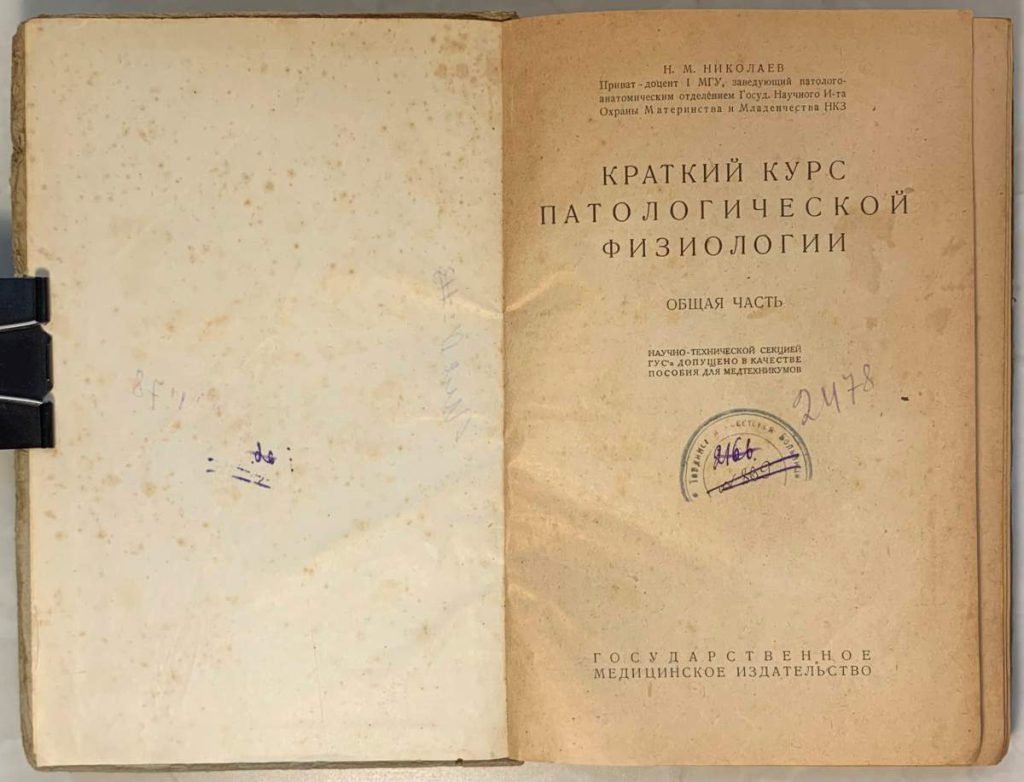 Н. М. НИКОЛАЕВ
Приват-доцент I МГУ, заведующий патолого-
анатомическим отделением Госуд. Научного И-та
Охраны Материнства и Младенчества НКЗ
КРАТКИЙ КУРС
ПАТОЛОГИЧЕСКОЙ
ФИЗИОЛОГИИ
ОБЩАЯ ЧАСТЬ
НАУЧНО-ТЕХНИЧЕСКОЙ СЕКЦИЕЙ
ГУС'а ДОПУЩЕНО В КАЧЕСТВЕ
ПОСОБИЯ ДЛЯ МЕДТЕХНИКУМОВ
2478
ГОСУДАРСТВЕННОЕ
МЕДИЦИНСКОЕ ИЗДАТЕЛЬСТВО